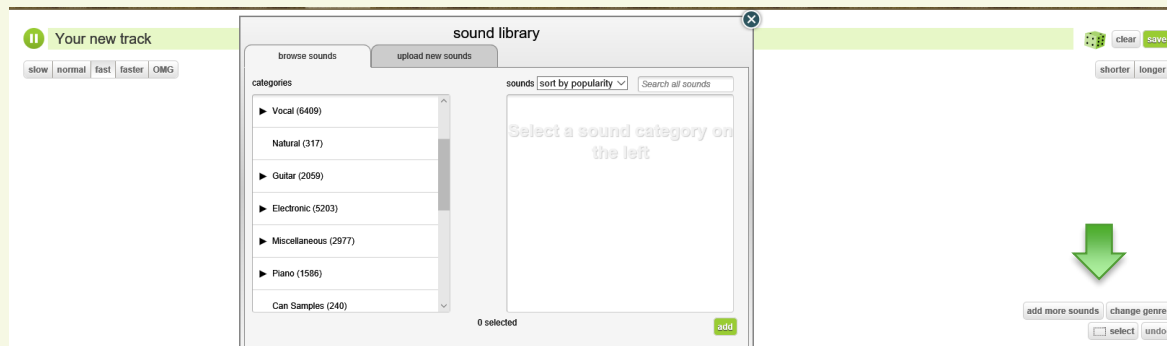 sound library
Your new track
clear save
browse sounds upload new sounds
slow normal fast faster OMG
shorter longer
categories
sounds sort by popularity Search all sounds
Vocal (6409)
Select a sound category on
the left
Natural (317)
Guitar (2059)
Electronic (5203)
Miscellaneous (2977)
Piano (1586)
Can Samples (240)
add more sounds change genre
0 selected
add
select undo